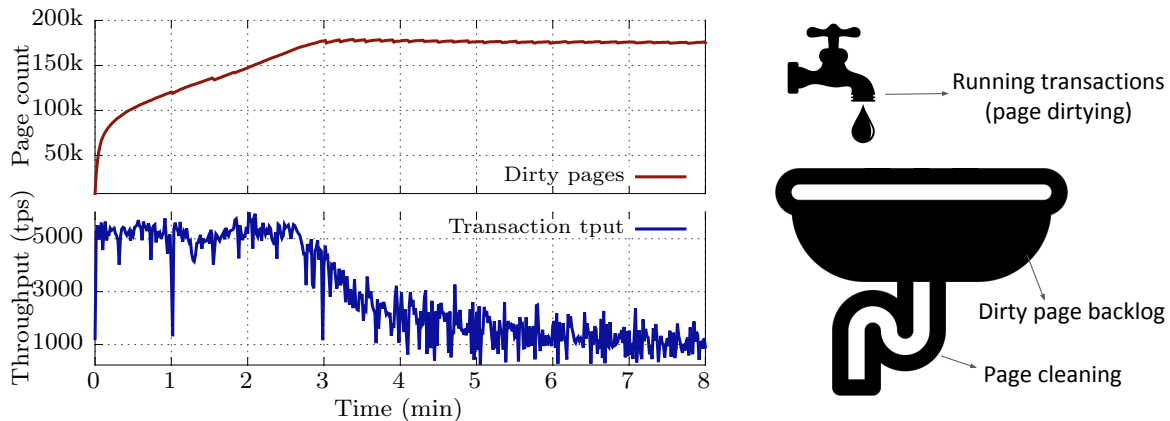 200k
150k
100k
50k
Page count
Dirty pages
5000
3000
1000
Throughput (tps)
Transaction tput
0 1 2 3 4 5 6 7 8
Time (min)
Running transactions
(page dirtying)
Dirty page backlog
Page cleaning